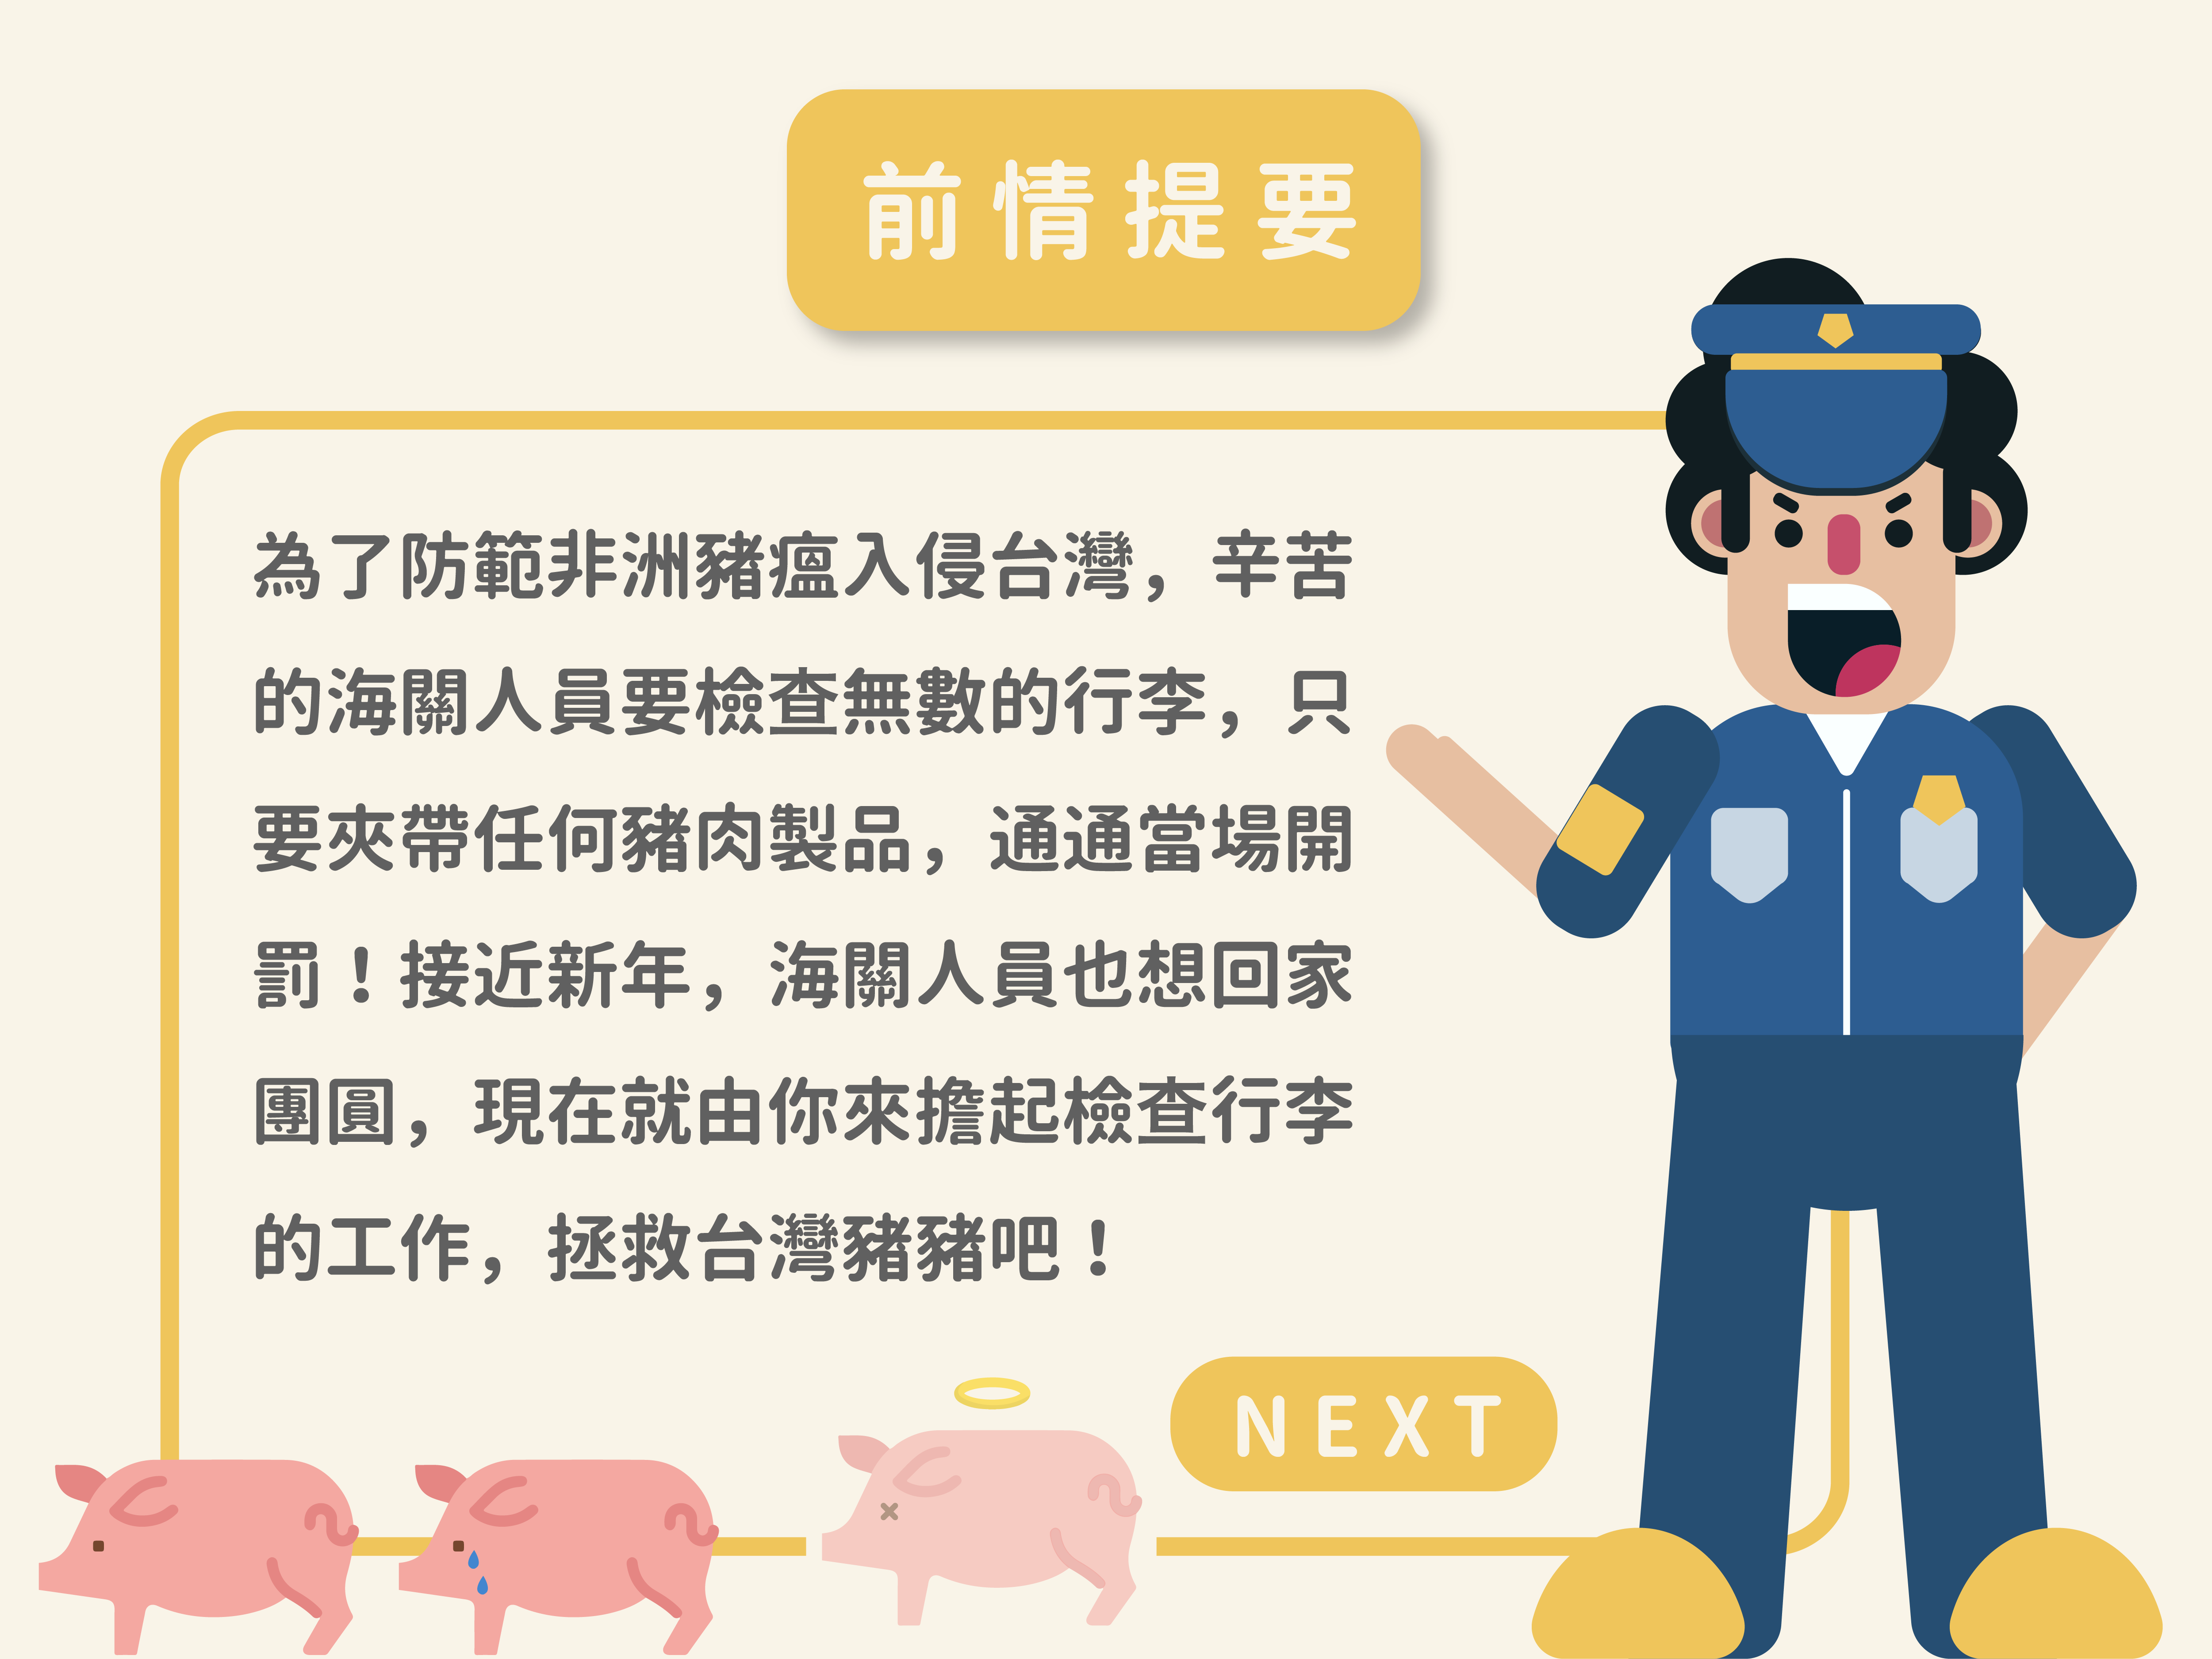 前情提要
為了防範非洲豬瘟入侵台灣，辛苦
的海關人員要檢查無數的行李，只
要夾帶任何豬肉製品，通通當場開
罰！接近新年，海關人員也想回家
團圓，現在就由你來擔起檢查行李
的工作，拯救台灣豬豬吧！
NEXT